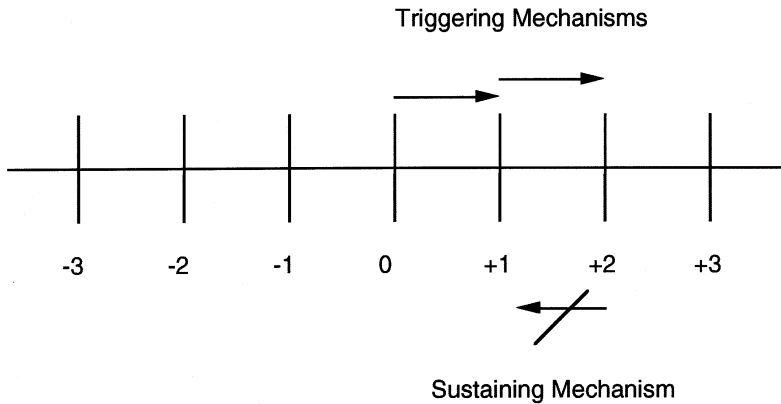 Triggering Mechanisms
-3 -2 -1 0 +1 +2 +3
Sustaining Mechanism